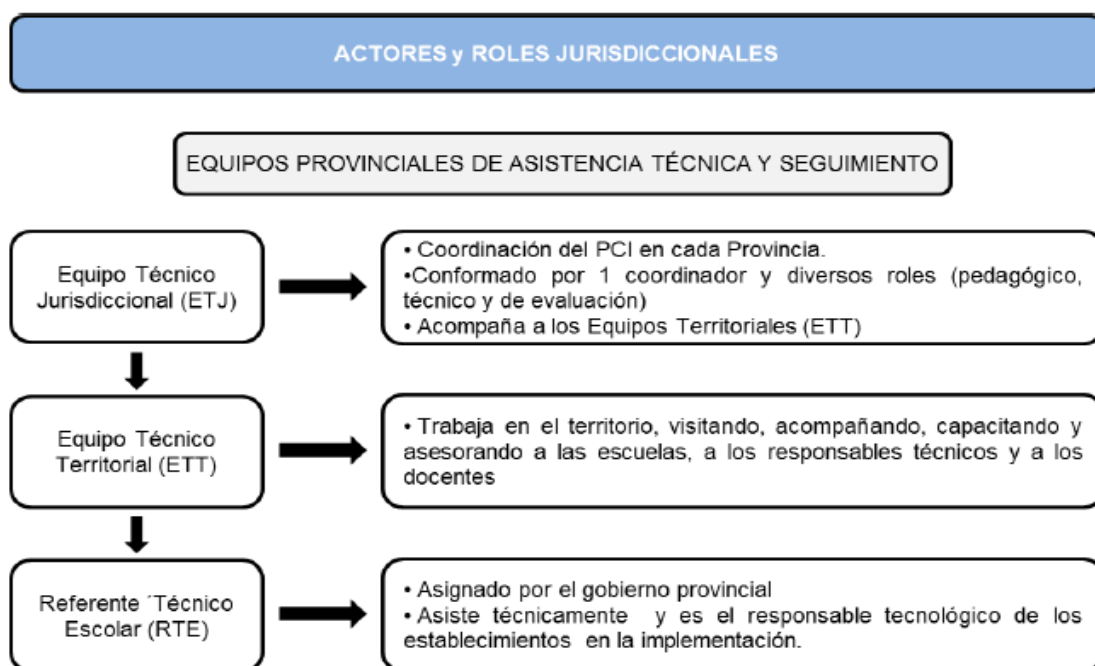 ACTORES y ROLES JURISDICCIONALES
EQUIPOS PROVINCIALES DE ASISTENCIA TÉCNICA Y SEGUIMIENTO
Equipo Técnico
Jurisdiccional (ETJ)
• Coordinación del PCI en cada Provincia.
•Conformado por 1 coordinador y diversos roles (pedagógico,
técnico y de evaluación)
• Acompaña a los Equipos Territoriales (ETT)
Equipo Técnico
Territorial (ETT)
• Trabaja en el territorio, visitando, acompañando, capacitando y
asesorando a las escuelas, a los responsables técnicos y a los
docentes
Referente ´Técnico
Escolar (RTE)
• Asignado por el gobierno provincial
• Asiste técnicamente y es el responsable tecnológico de los
establecimientos en la implementación.